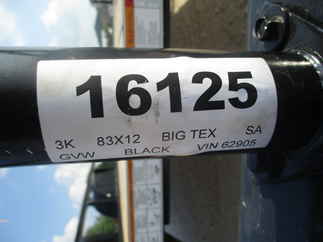 16125
3K 83X12 BIG TEX SA
GVW BLACK VIN 62905